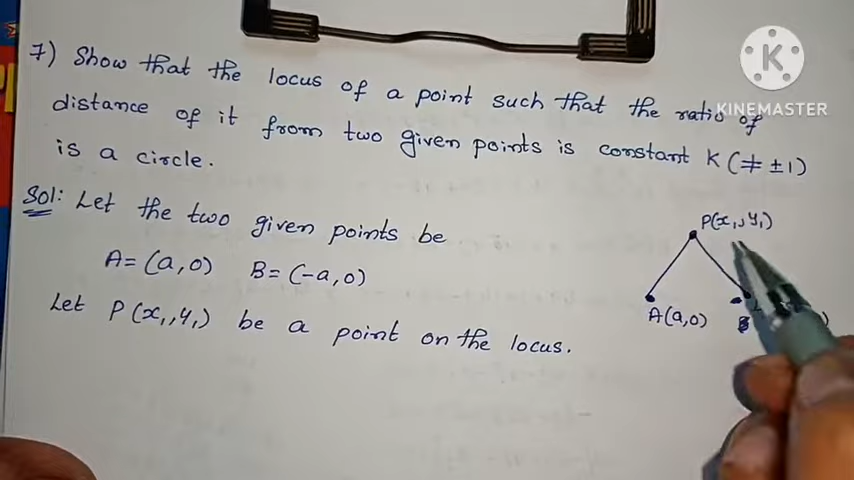 7) Show that the locus of a point such that the ratio of
distance of it from two given points is constant K (≠ ±1)
is a circle.
Sol: Let the two given points be
A = (a, 0) B = (-a, 0)
Let P(x₁, y₁) be a point on the locus.
P(x₁, y₁)
A(a,0)
B
K
KINEMASTER